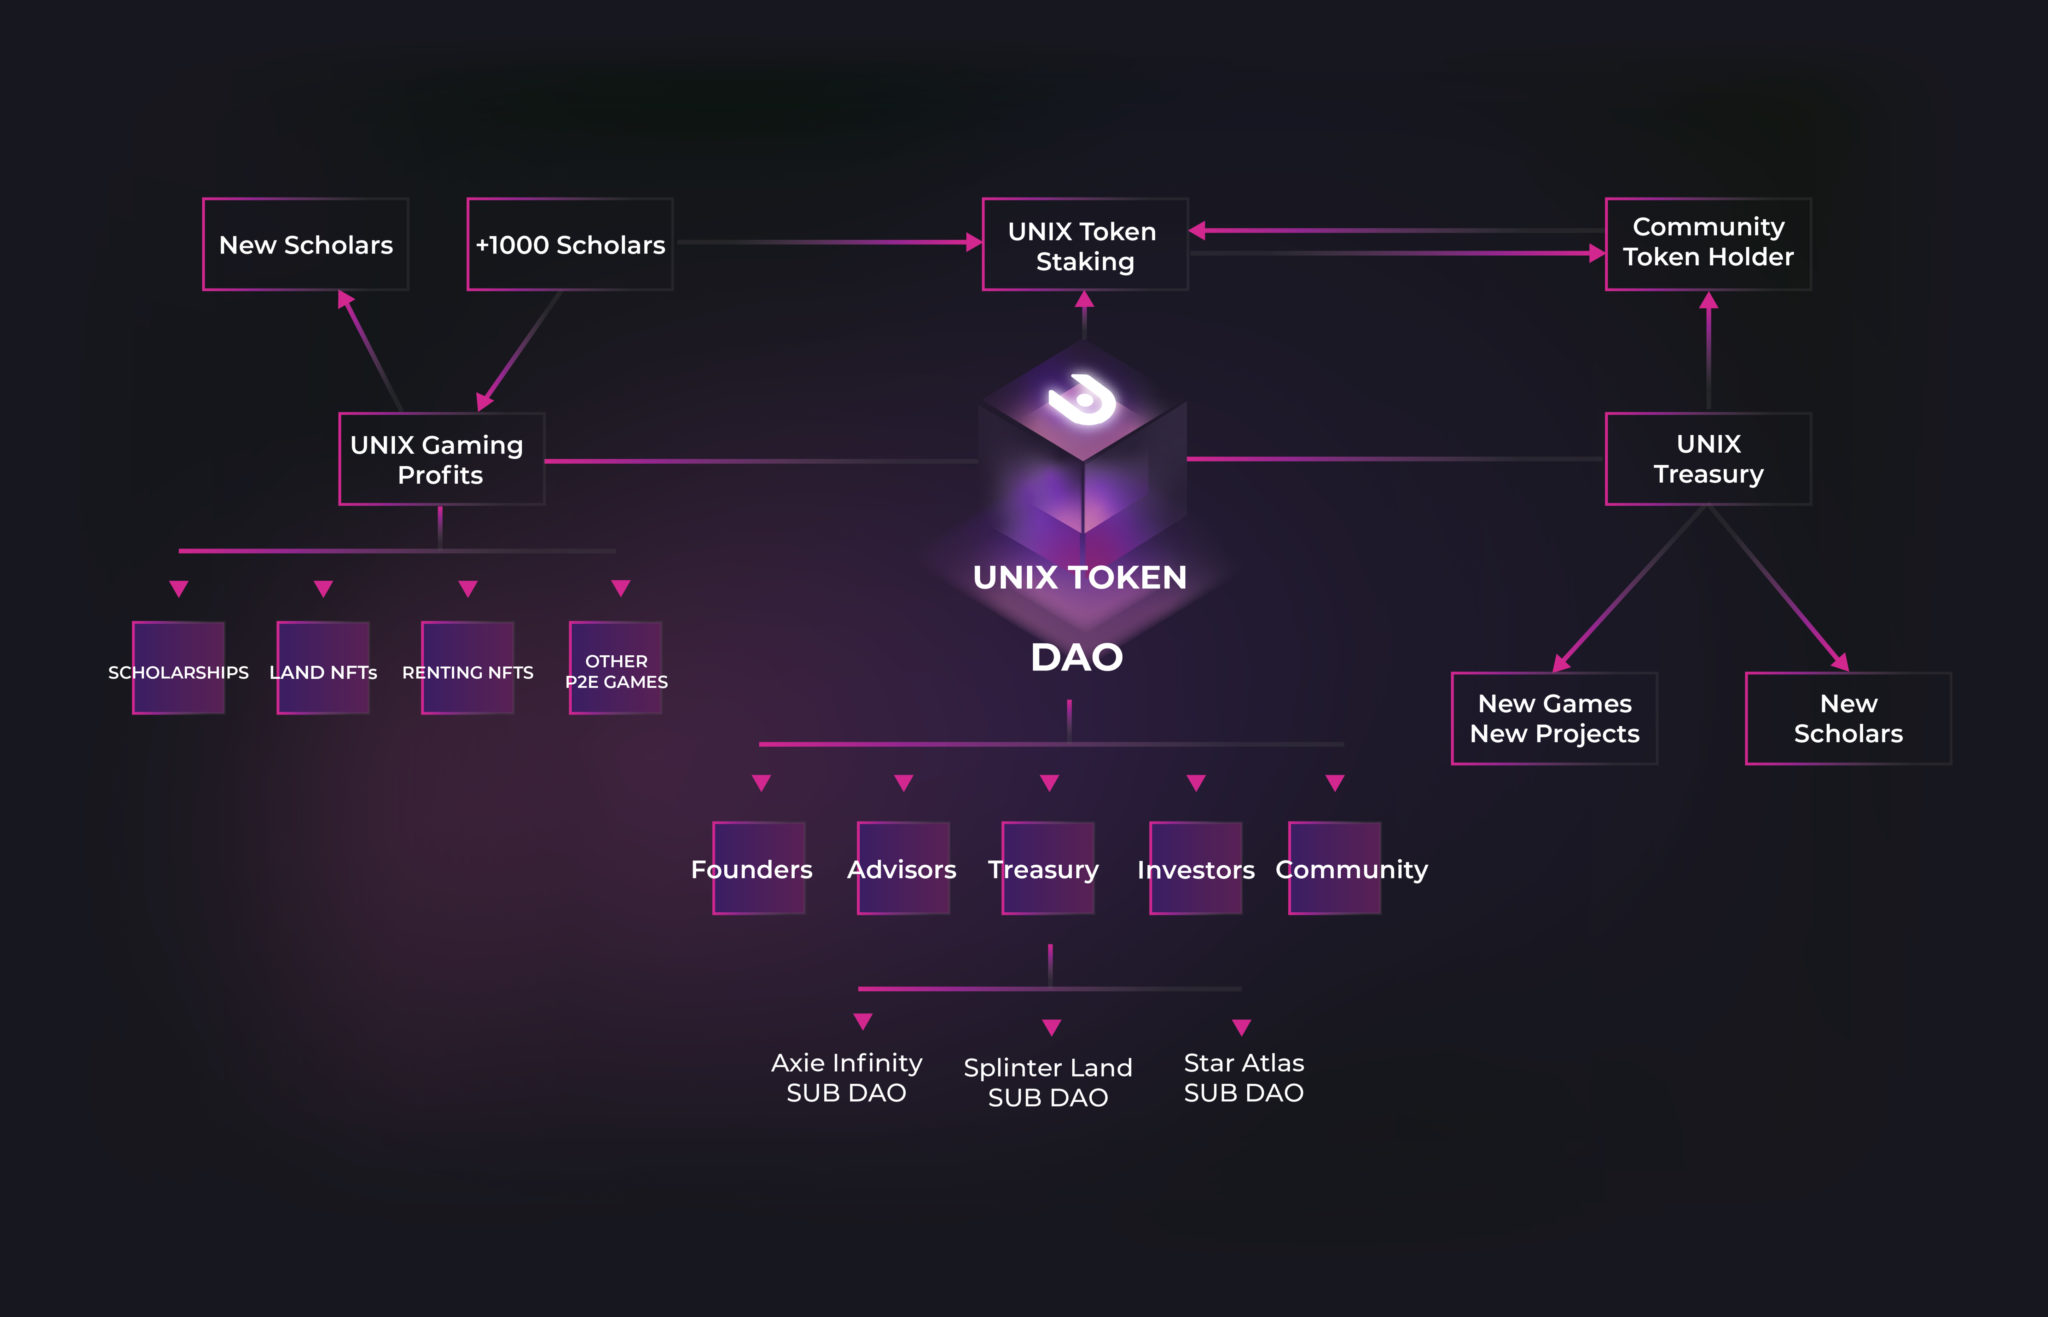 New Scholars
+1000 Scholars
UNIX Token
Staking
Community
Token Holder
UNIX Gaming
Profits
UNIX
Treasury
UNIX TOKEN
DAO
SCHOLARSHIPS
LAND NFTs
RENTING NFTS
OTHER
P2E GAMES
New Games
New Projects
New
Scholars
Founders
Advisors
Treasury
Investors
Community
Axie Infinity
SUB DAO
Splinter Land
SUB DAO
Star Atlas
SUB DAO